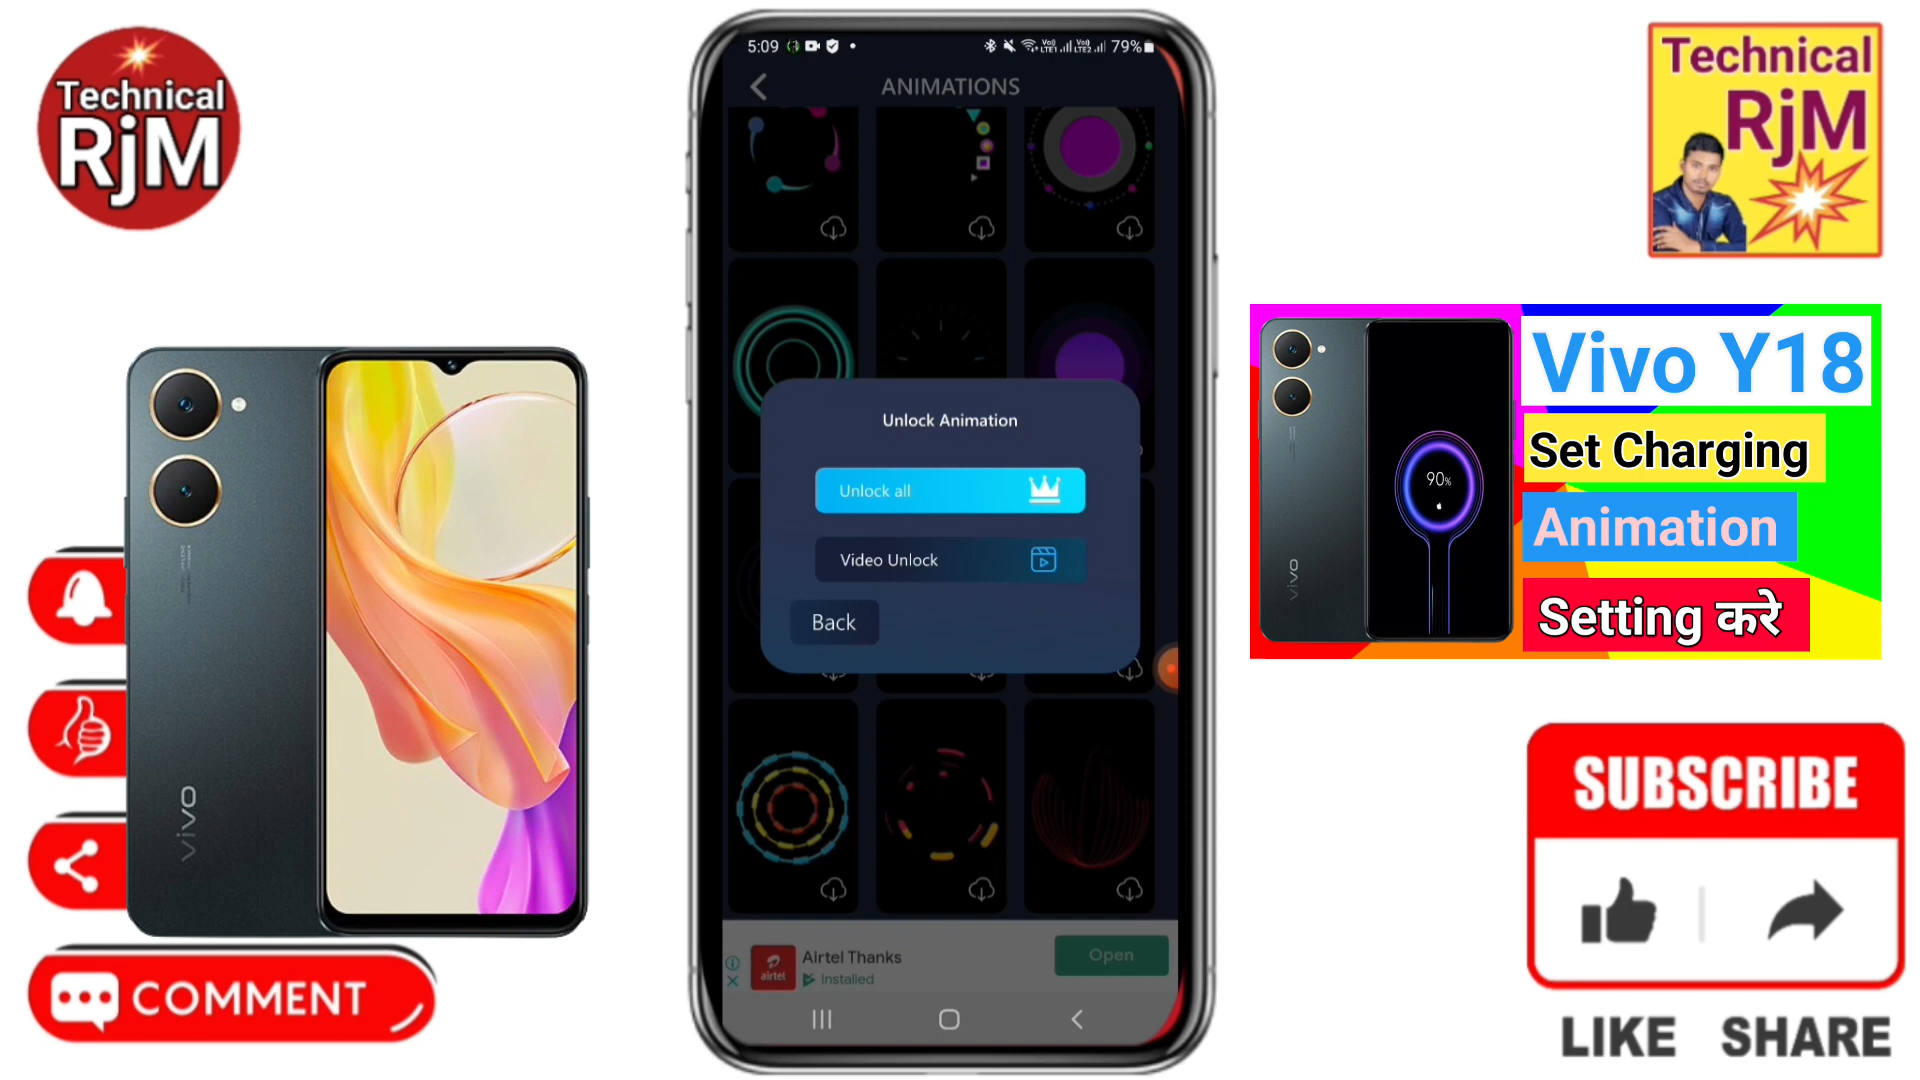 Technical
RjM
vivo
COMMENT
5:09
79%
ANIMATIONS
Unlock Animation
Unlock all
Video Unlock
Back
airtel
Airtel Thanks
Installed
Open
Technical
RjM
vivo
90%
Vivo Y18
Set Charging
Animation
Setting करे
SUBSCRIBE
LIKE SHARE